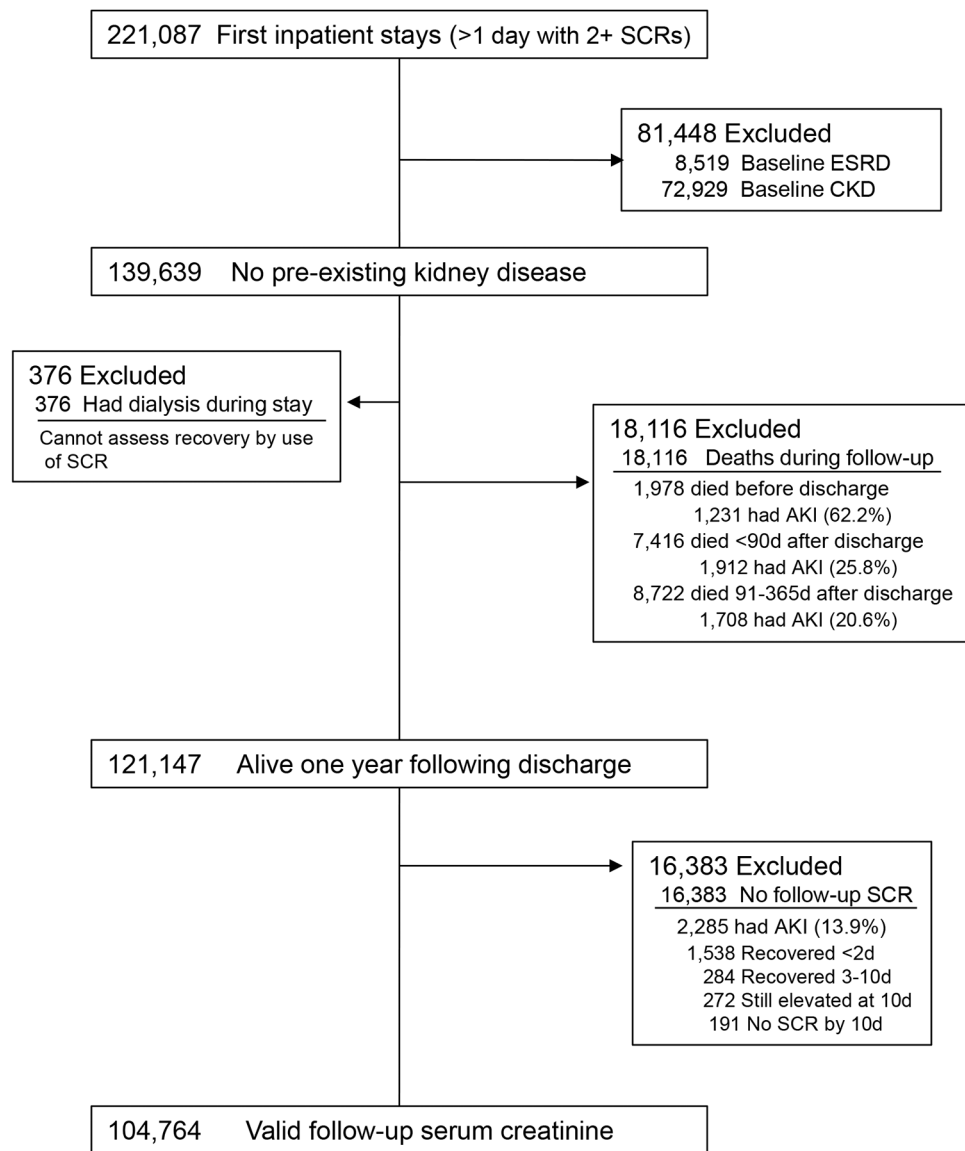 221,087 First inpatient stays (>1 day with 2+ SCRs)
81,448 Excluded
8,519 Baseline ESRD
72,929 Baseline CKD
139,639 No pre-existing kidney disease
376 Excluded
376 Had dialysis during stay
Cannot assess recovery by use
of SCR
18,116 Excluded
18,116 Deaths during follow-up
1,978 died before discharge
1,231 had AKI (62.2%)
7,416 died <90d after discharge
1,912 had AKI (25.8%)
8,722 died 91-365d after discharge
1,708 had AKI (20.6%)
121,147 Alive one year following discharge
16,383 Excluded
16,383 No follow-up SCR
2,285 had AKI (13.9%)
1,538 Recovered <2d
284 Recovered 3-10d
272 Still elevated at 10d
191 No SCR by 10d
104,764 Valid follow-up serum creatinine